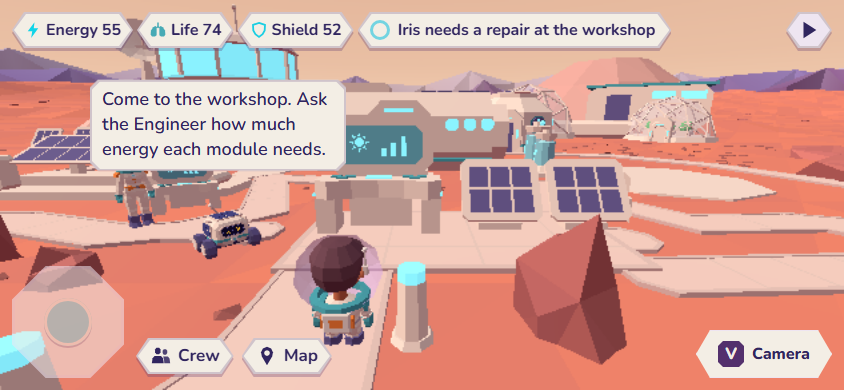 Energy 55
Life 74
Shield 52
Iris needs a repair at the workshop
Come to the workshop. Ask
the Engineer how much
energy each module needs.
Crew
Map
V Camera